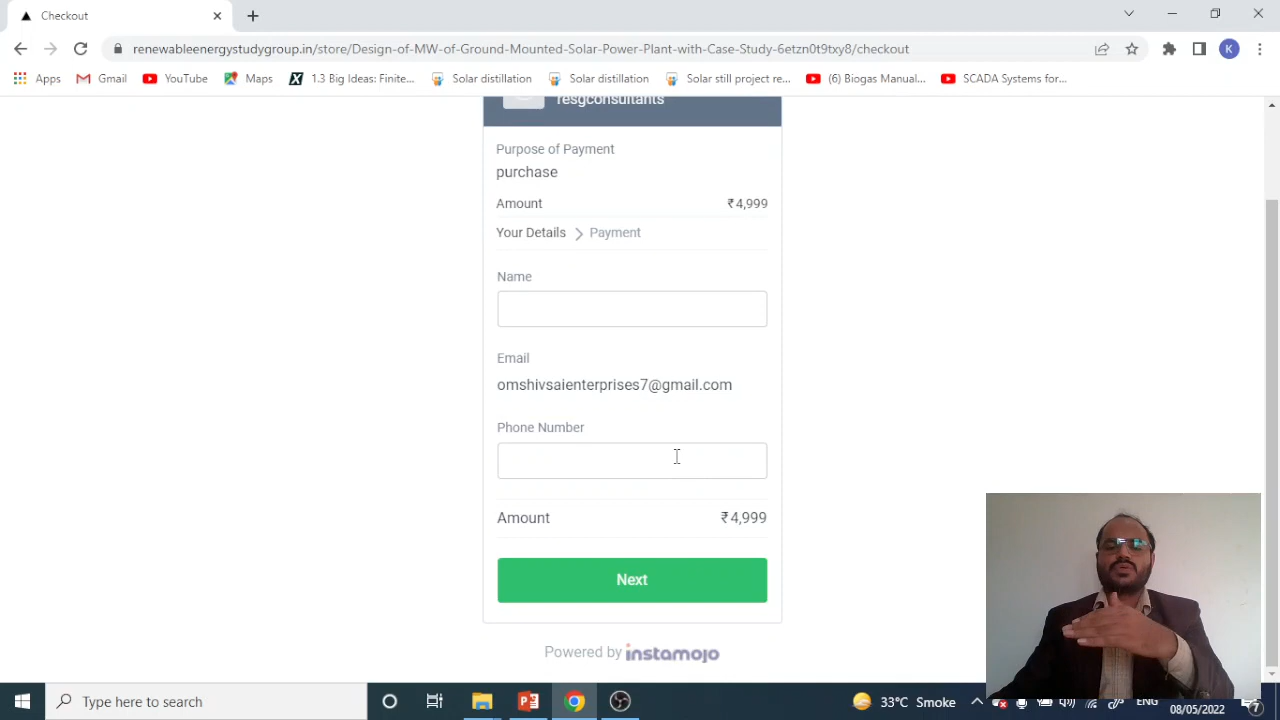 Checkout
renewableenergystudygroup.in/store/Design-of-MW-of-Ground-Mounted-Solar-Power-Plant-with-Case-Study-6etzn0t9txy8/checkout
K
Apps Gmail YouTube Maps 1.3 Big Ideas: Finite... Solar distillation Solar distillation Solar still project re... (6) Biogas Manual... SCADA Systems for...
resgconsultants
Purpose of Payment
purchase
Amount ₹4,999
Your Details Payment
Name
Email
omshivsaienterprises7@gmail.com
Phone Number
Amount ₹4,999
Next
Powered by instamojo
Type here to search
33°C Smoke
ENG
08/05/2022
7